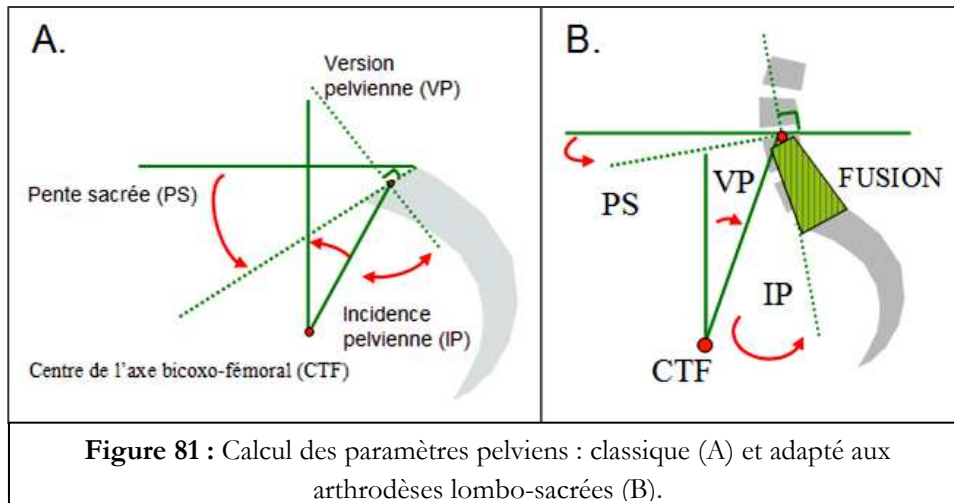 A.
Version
pelvienne (VP)
Pente sacrée (PS)
Incidence
pelvienne (IP)
Centre de l'axe bicoxo-fémoral (CTF)
B.
FUSION
VP
PS
IP
CTF
Figure 81 : Calcul des paramètres pelviens : classique (A) et adapté aux
arthrodèses lombo-sacrées (B).